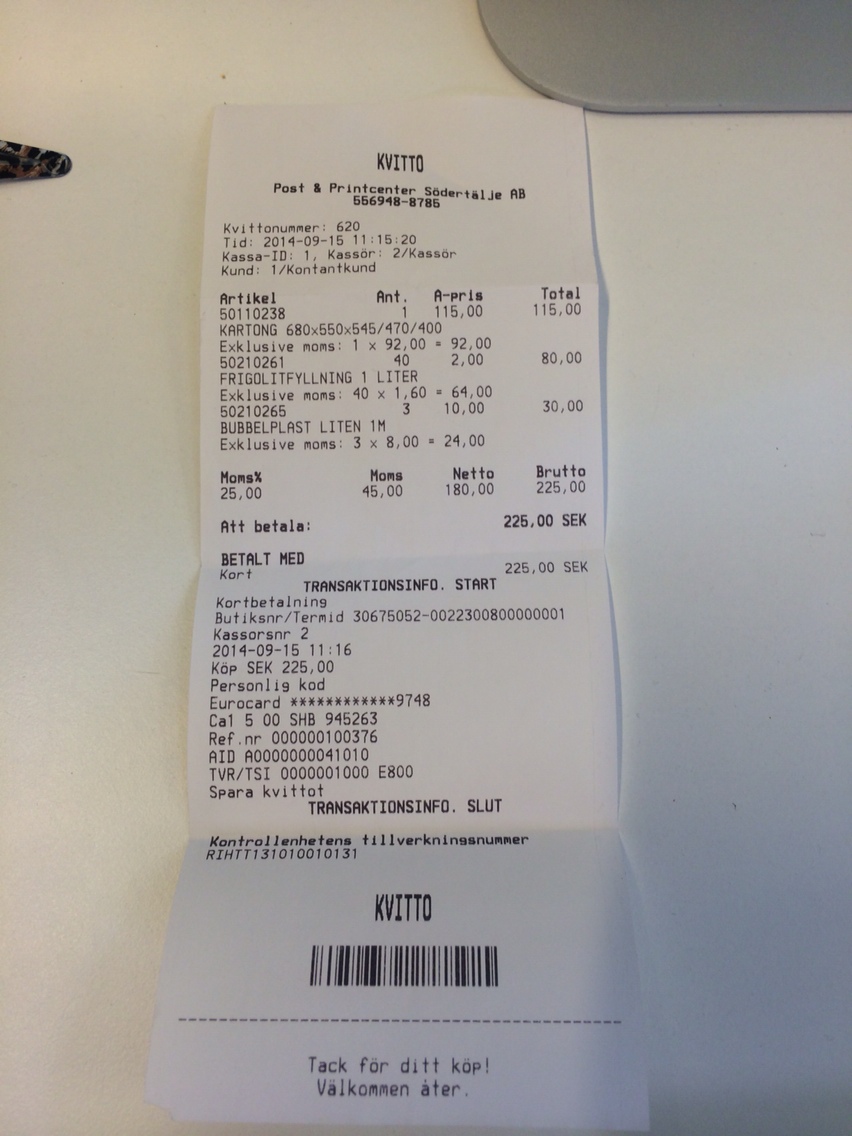 KVITTO
Post & Printcenter Södertälje AB
556948-8785
Kvittonummer: 620
Tid: 2014-09-15 11:15:20
Kassa-ID: 1, Kassör: 2/Kassör
Kund: 1/Kontantkund
Artikel Ant. A-pris Total
50110238 1 115,00 115,00
KARTONG 680x550x545/470/400
Exklusive moms: 1 x 92,00 = 92,00
50210261 40 2,00 80,00
FRIGOLITFYLLNING 1 LITER
Exklusive moms: 40 x 1,60 = 64,00
50210265 3 10,00 30,00
BUBBELPLAST LITEN 1M
Exklusive moms: 3 x 8,00 = 24,00
Moms% Moms Netto Brutto
25,00 45,00 180,00 225,00
Att betala: 225,00 SEK
BETALT MED
Kort 225,00 SEK
TRANSAKTIONSINFO. START
Kortbetalning
Butiksnr/Termid 30675052-0022300800000001
Kassorsnr 2
2014-09-15 11:16
Köp SEK 225,00
Personlig kod
Eurocard ************9748
Ca1 5 00 SHB 945263
Ref.nr 000000100376
AID A0000000041010
TVR/TSI 0000001000 E800
Spara kvittot
TRANSAKTIONSINFO. SLUT
Kontrollenhetens tillverkningsnummer
RIHTT131010010131
KVITTO
Tack för ditt köp!
Välkommen åter.